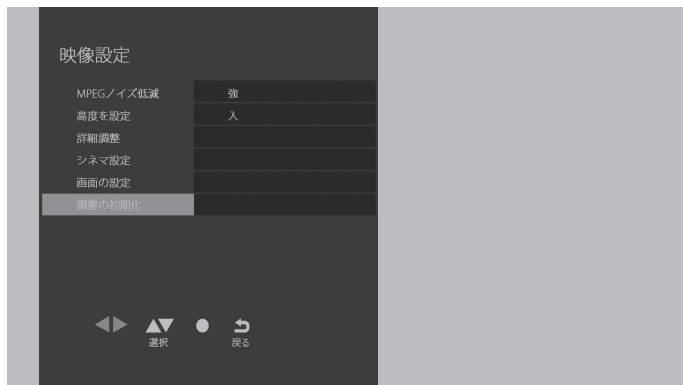 映像設定
MPEGノイズ低減 強
高度を設定 入
詳細調整
シネマ設定
画面の設定
調整の初期化
選択 戻る